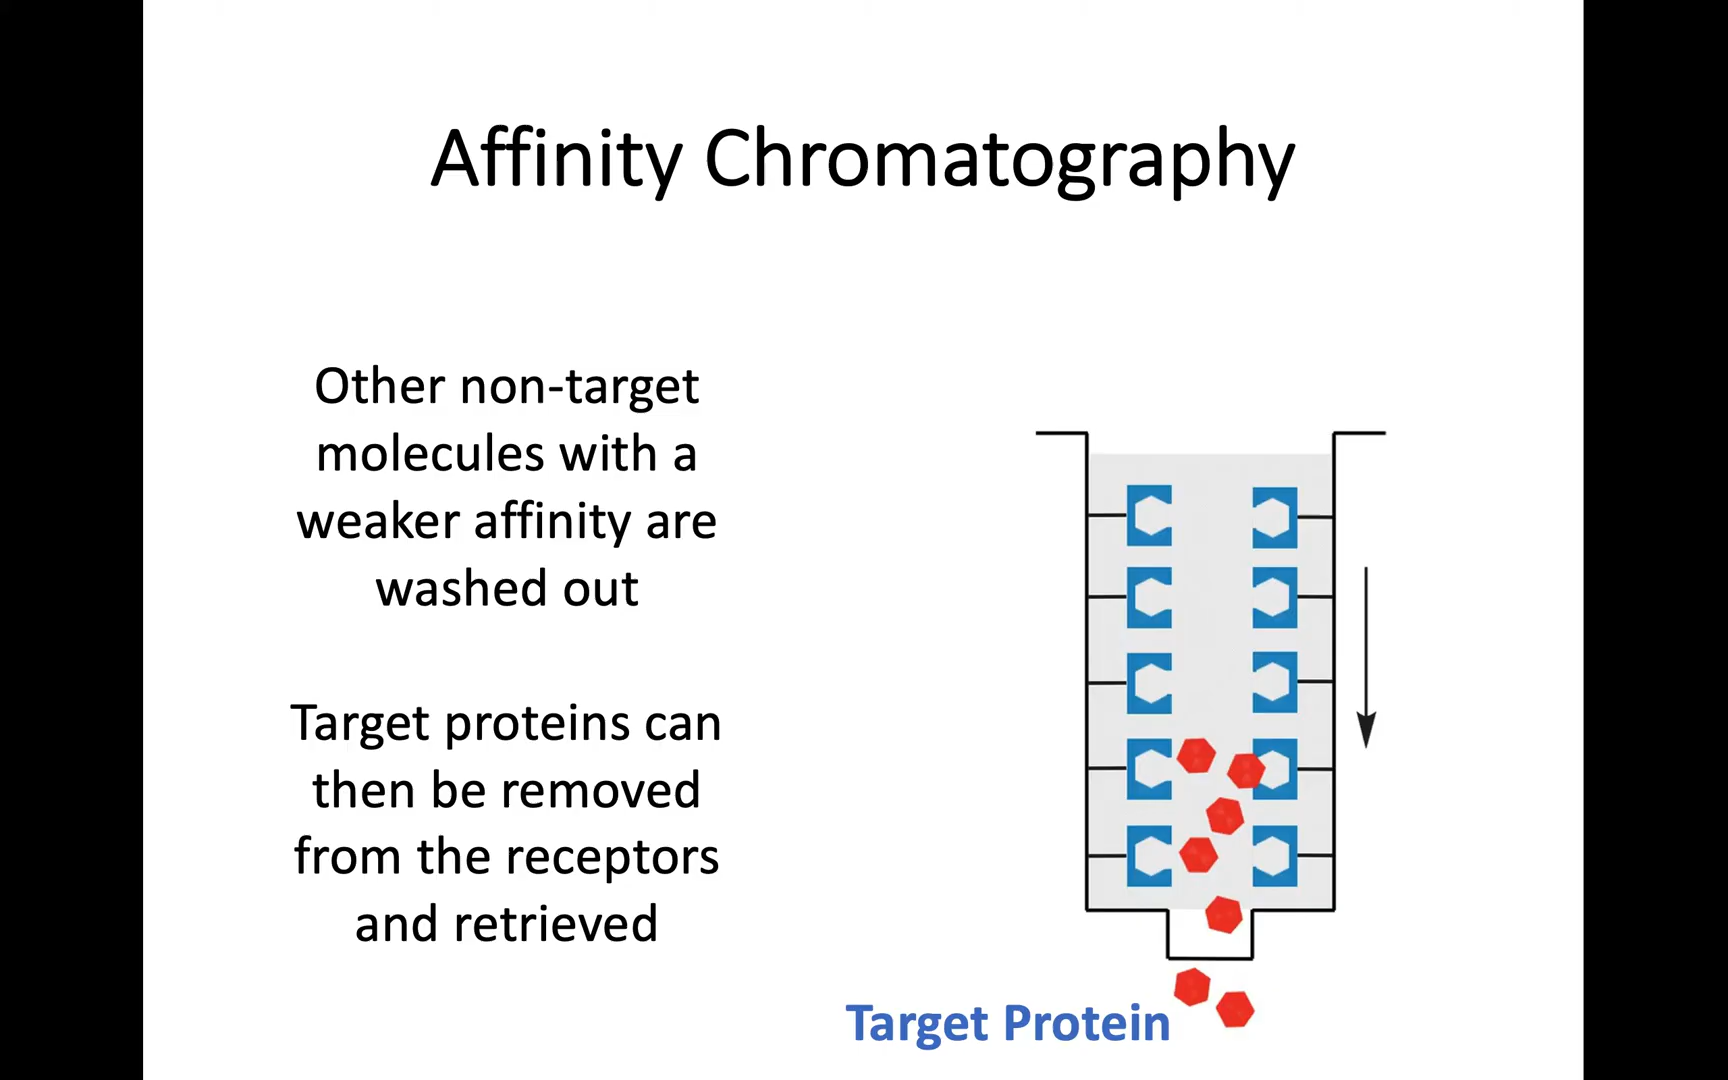 Affinity Chromatography
Other non-target
molecules with a
weaker affinity are
washed out
Target proteins can
then be removed
from the receptors
and retrieved
Target Protein